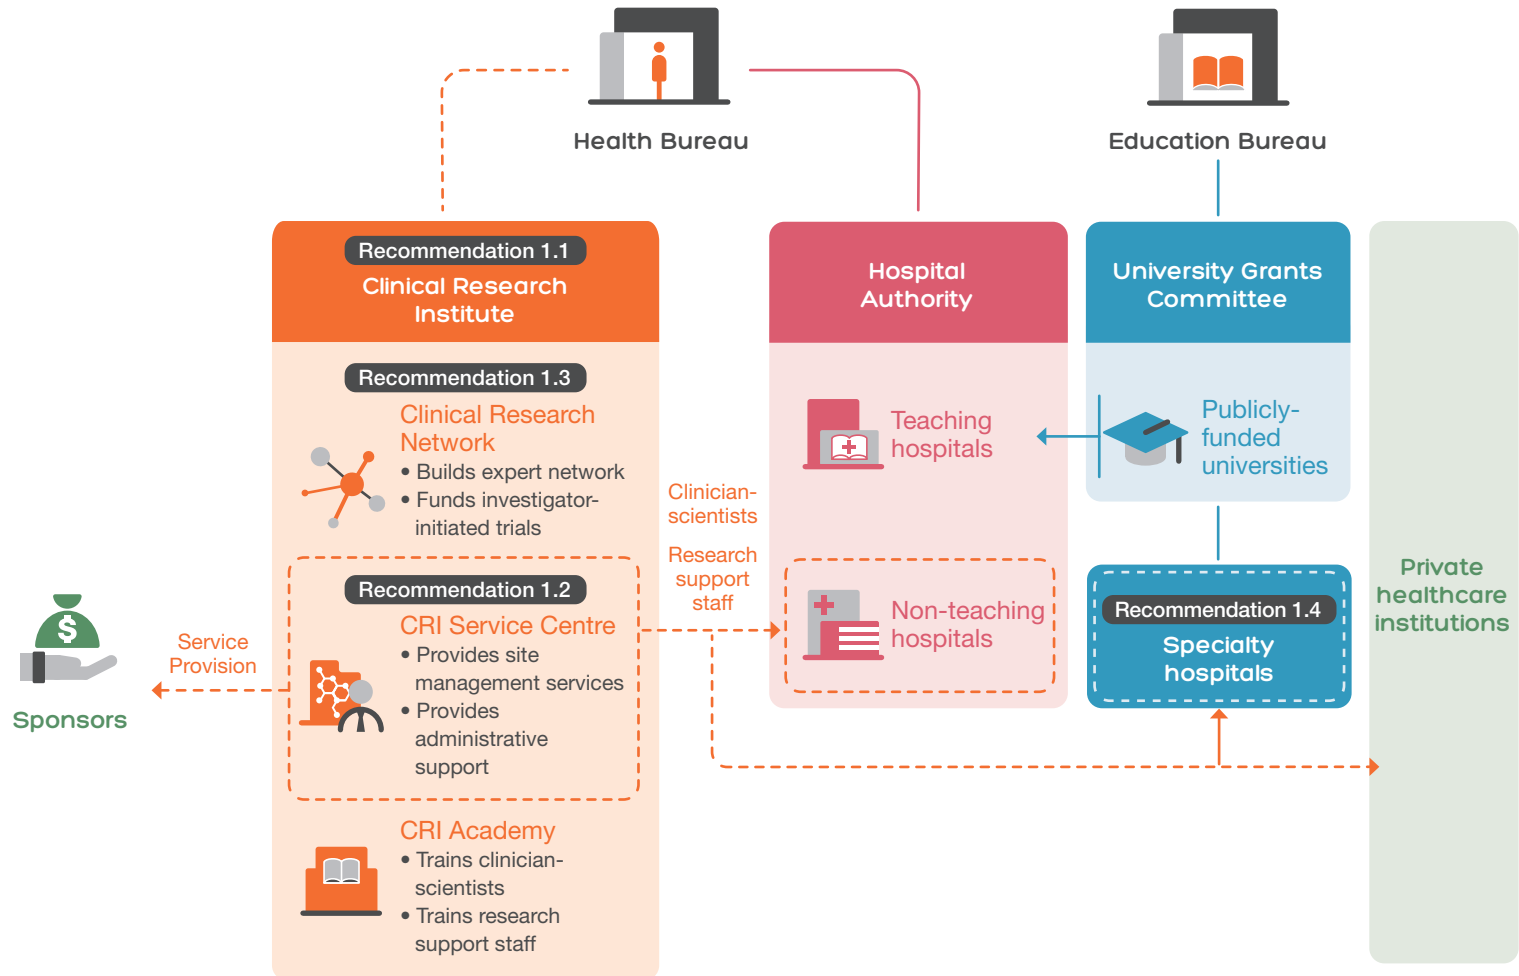 Health Bureau
Education Bureau
Recommendation 1.1
Clinical Research
Institute
Recommendation 1.3
Clinical Research
Network
• Builds expert network
• Funds investigator-
initiated trials
Recommendation 1.2
CRI Service Centre
• Provides site
management services
• Provides
administrative
support
CRI Academy
• Trains clinician-
scientists
• Trains research
support staff
Service
Provision
$
Sponsors
Clinician-
scientists
Research
support
staff
Hospital
Authority
Teaching
hospitals
Non-teaching
hospitals
University Grants
Committee
Publicly-
funded
universities
Recommendation 1.4
Specialty
hospitals
Private
healthcare
institutions